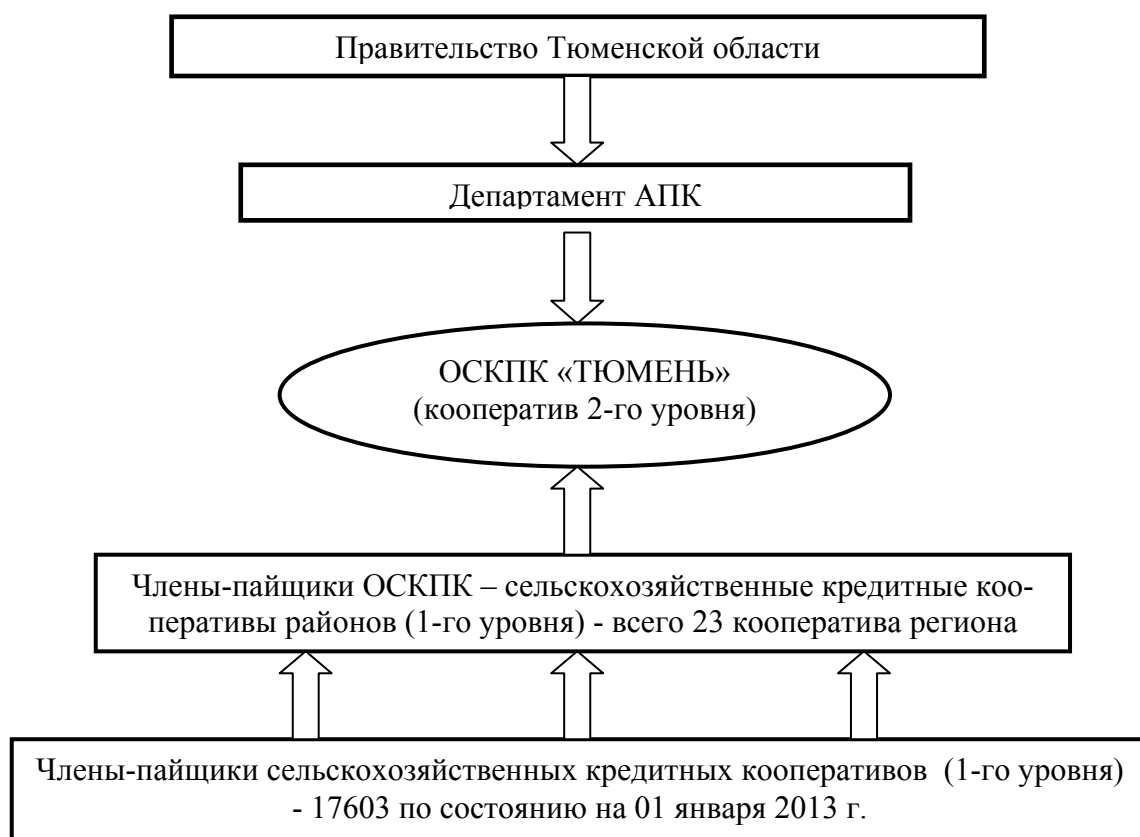 Правительство Тюменской области
Департамент АПК
ОСКПК «ТЮМЕНЬ»
(кооператив 2-го уровня)
Члены-пайщики ОСКПК – сельскохозяйственные кредитные коо-
перативы районов (1-го уровня) - всего 23 кооператива региона
Члены-пайщики сельскохозяйственных кредитных кооперативов (1-го уровня)
- 17603 по состоянию на 01 января 2013 г.